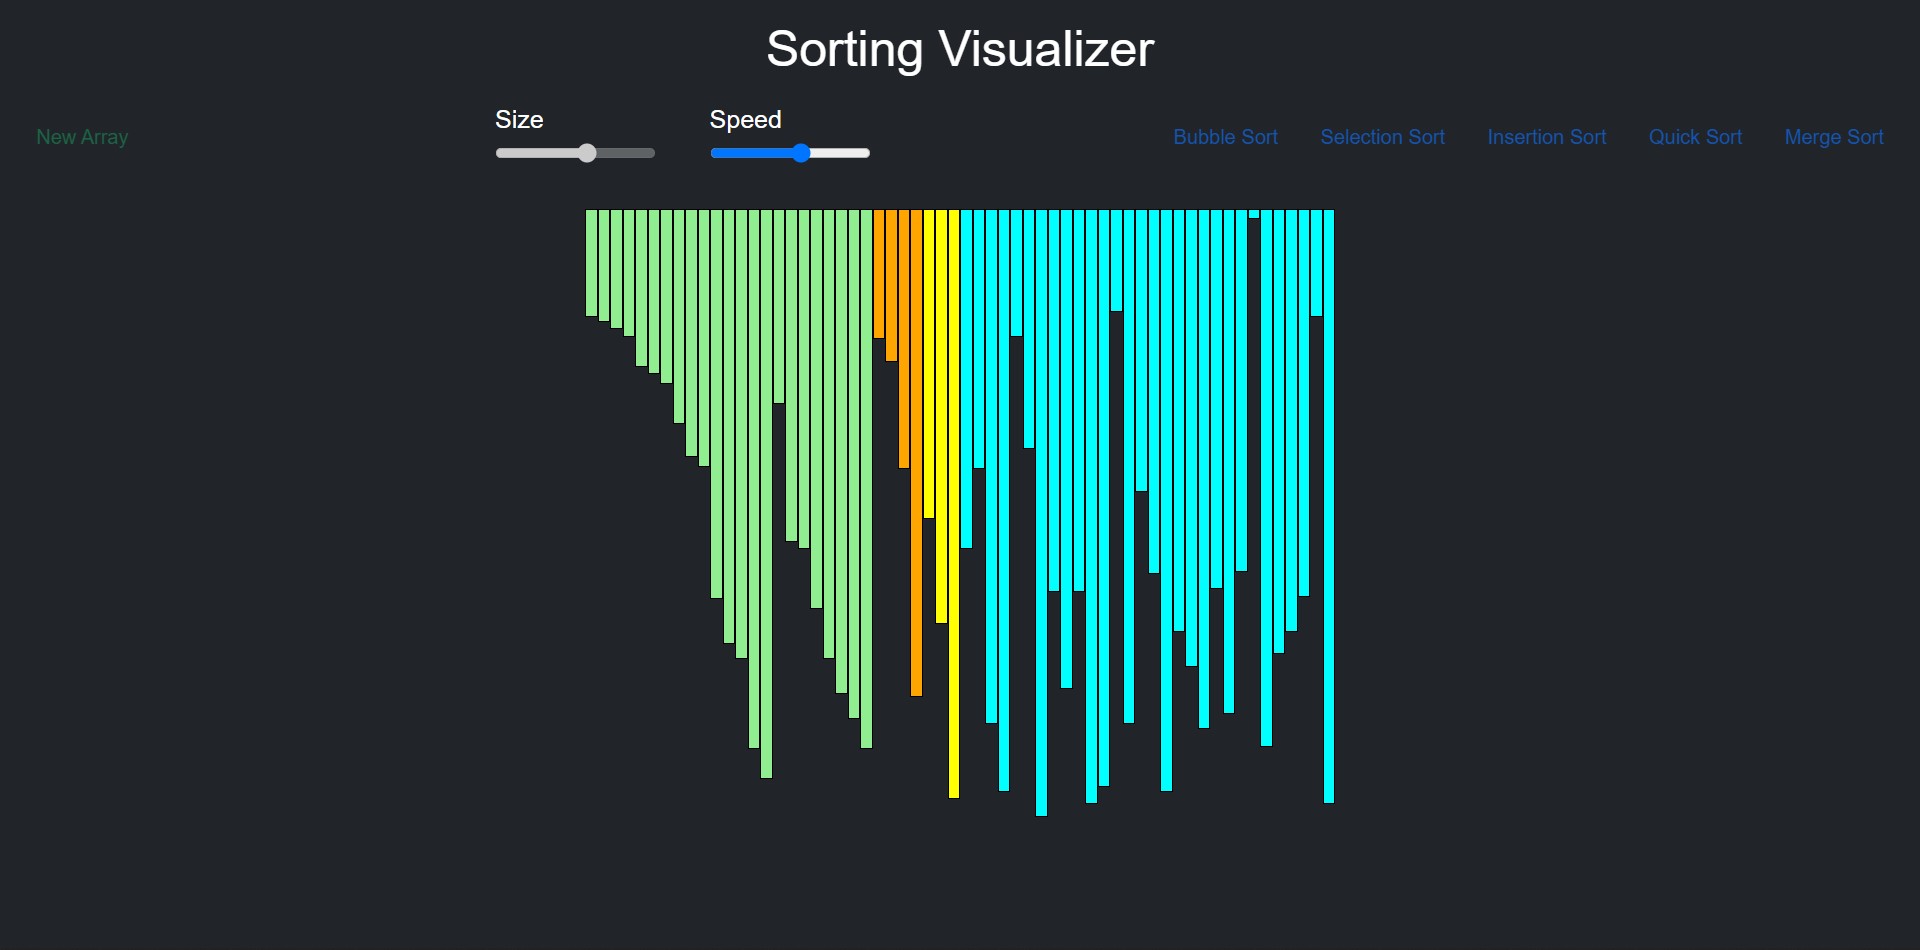 Sorting Visualizer
New Array
Size
Speed
Bubble Sort
Selection Sort
Insertion Sort
Quick Sort
Merge Sort